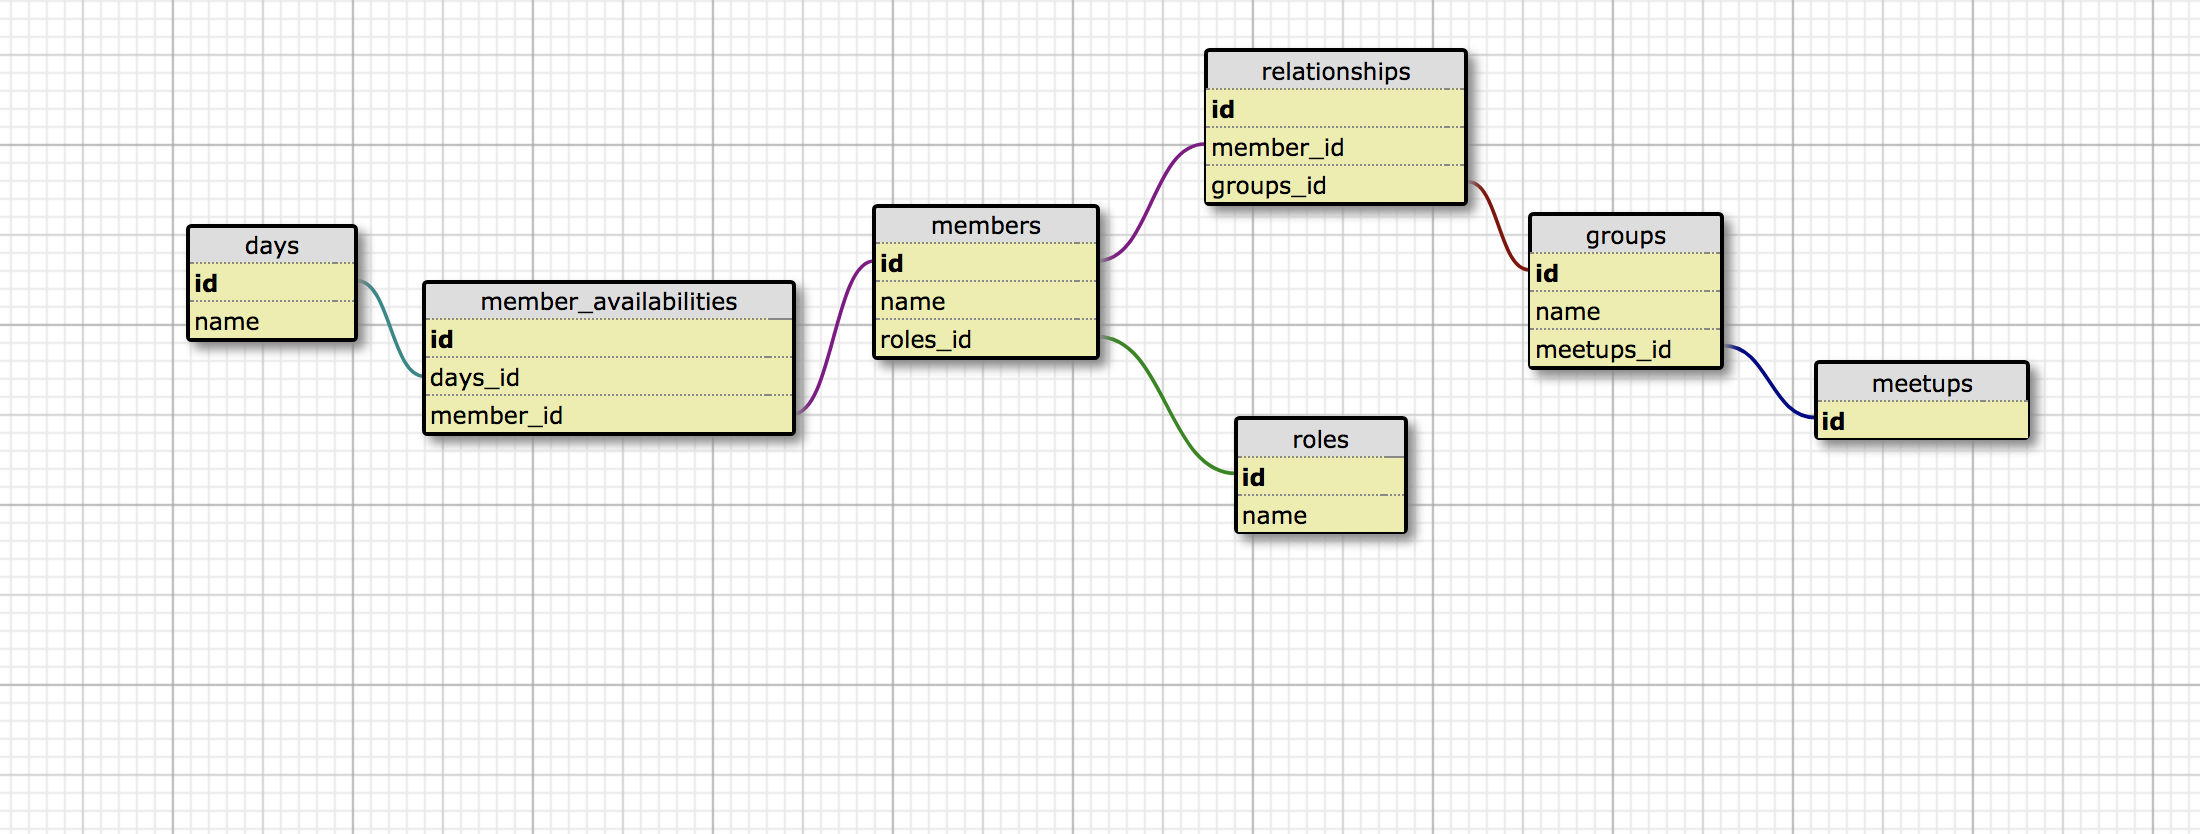 days
id
name
member_availabilities
id
days_id
member_id
members
id
name
roles_id
relationships
id
member_id
groups_id
roles
id
name
groups
id
name
meetups_id
meetups
id